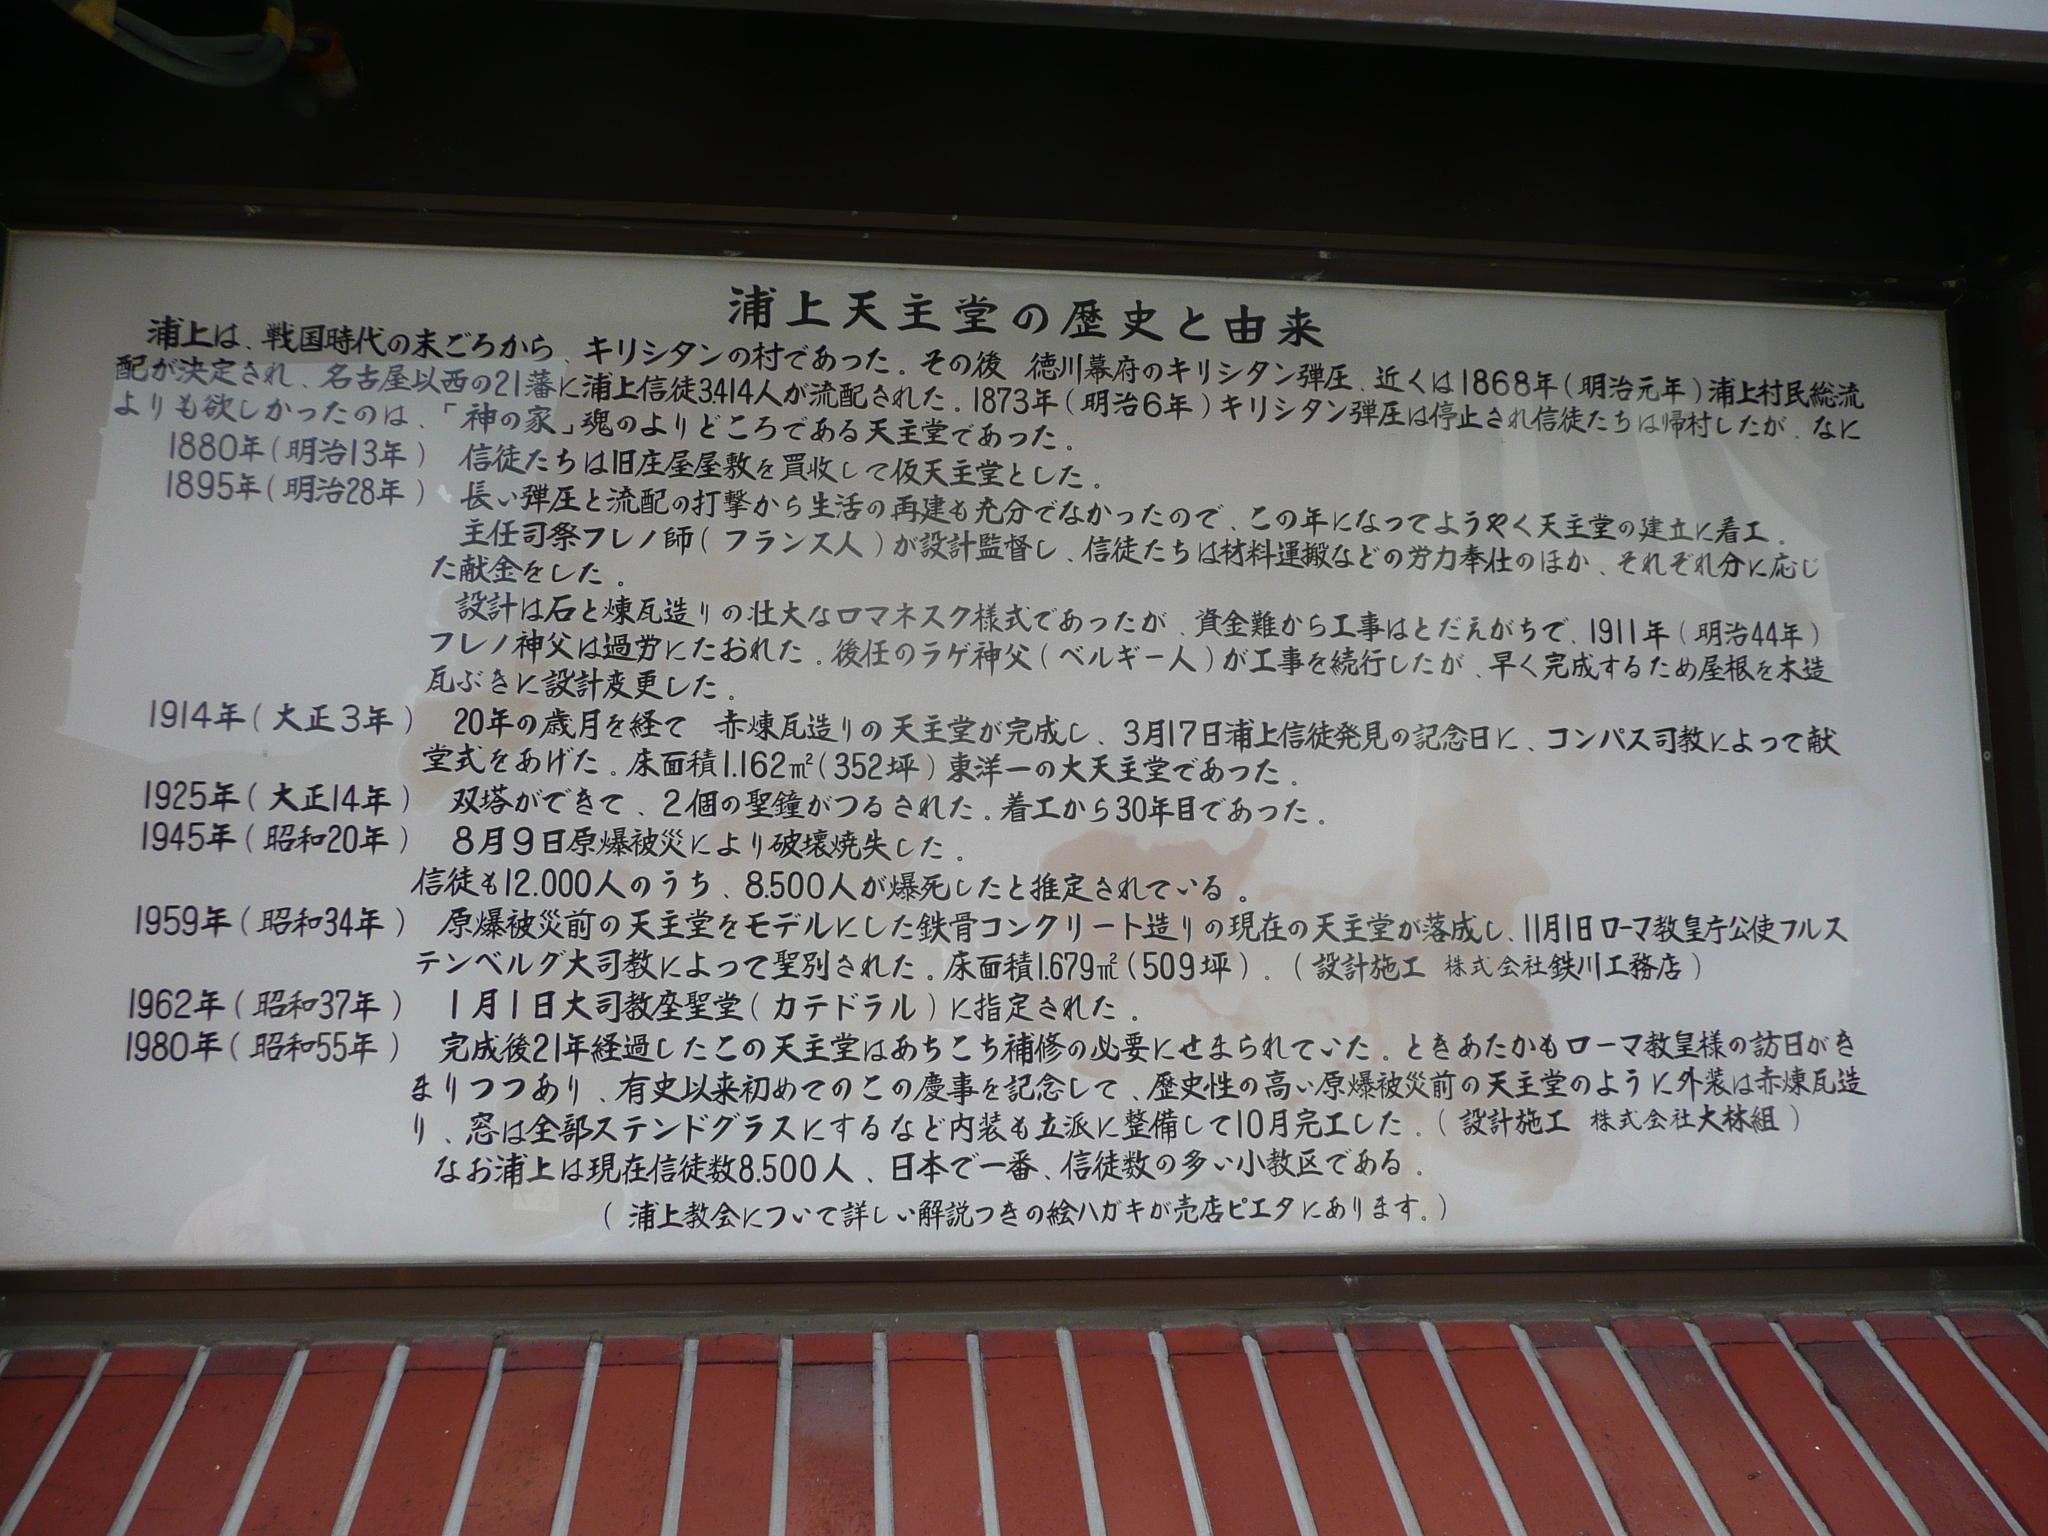 浦上天主堂の歴史と由来
浦上は、戦国時代の末ごろから、キリシタンの村であった。その後 徳川幕府のキリシタン弾圧、近くは1868年(明治元年)浦上村民総流
配が決定され、名古屋以西の21藩に浦上信徒3,414人が流配された。1873年(明治6年)キリシタン弾圧は停止され信徒たちは帰村したが、なに
よりも欲しかったのは、「神の家」魂のよりどころである天主堂であった。
1880年(明治13年) 信徒たちは旧庄屋屋敷を買収して仮天主堂とした。
1895年(明治28年) 長い弾圧と流配の打撃から生活の再建も充分でなかったので、この年になってようやく天主堂の建立に着工。
主任司祭フレノ師(フランス人)が設計監督し、信徒たちは材料運搬などの労力奉仕のほか、それぞれ分に応じ
た献金をした。
設計は石と煉瓦造りの壮大なロマネスク様式であったが、資金難から工事はとだえがちで、1911年(明治44年)
フレノ神父は過労にたおれた。後任のラゲ神父(ベルギー人)が工事を続行したが、早く完成するため屋根を木造
瓦ぶきに設計変更した。
1914年(大正3年) 20年の歳月を経て 赤煉瓦造りの天主堂が完成し、3月17日浦上信徒発見の記念日に、コンパス司教によって献
堂式をあげた。床面積1.162㎡(352坪)東洋一の大天主堂であった。
1925年(大正14年) 双塔ができて、2個の聖鐘がつるされた。着工から30年目であった。
1945年(昭和20年) 8月9日原爆被災により破壊焼失した。
信徒も12.000人のうち、8.500人が爆死したと推定されている。
1959年(昭和34年) 原爆被災前の天主堂をモデルにした鉄骨コンクリート造りの現在の天主堂が落成し、11月1日ローマ教皇庁公使フルス
テンベルグ大司教によって聖別された。床面積1.679㎡(509坪)。(設計施工 株式会社鉄川工務店)
1962年(昭和37年) 1月1日大司教座聖堂(カテドラル)に指定された。
1980年(昭和55年) 完成後21年経過したこの天主堂はあちこち補修の必要にせまられていた。ときあたかもローマ教皇様の訪日がき
まりつつあり、有史以来初めてのこの慶事を記念して、歴史性の高い原爆被災前の天主堂のように外装は赤煉瓦造
り、窓は全部ステンドグラスにするなど内装も立派に整備して10月完工した。(設計施工 株式会社大林組)
なお浦上は現在信徒数8.500人、日本で一番、信徒数の多い小教区である。
(浦上教会について詳しい解説つきの絵ハガキが売店ピエタにあります。)